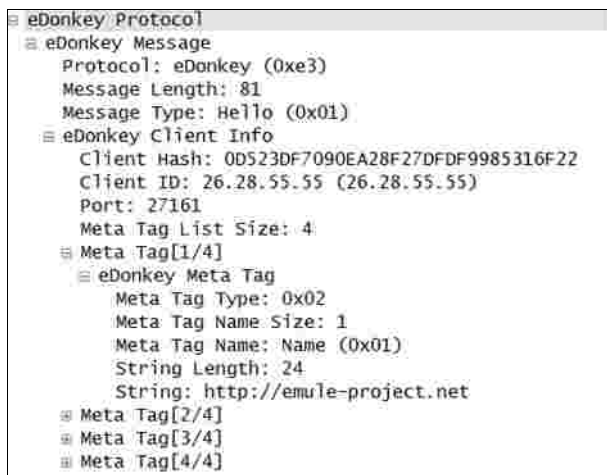 eDonkey Protocol
eDonkey Message
Protocol: eDonkey (0xe3)
Message Length: 81
Message Type: Hello (0x01)
eDonkey Client Info
Client Hash: 0D523DF7090EA28F27DFDF9985316F22
Client ID: 26.28.55.55 (26.28.55.55)
Port: 27161
Meta Tag List Size: 4
Meta Tag[1/4]
eDonkey Meta Tag
Meta Tag Type: 0x02
Meta Tag Name Size: 1
Meta Tag Name: Name (0x01)
String Length: 24
String: http://emule-project.net
Meta Tag[2/4]
Meta Tag[3/4]
Meta Tag[4/4]